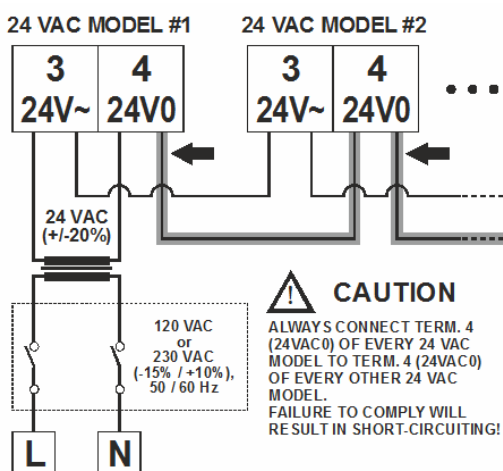 24 VAC MODEL #1
24 VAC MODEL #2
3
4
24V~
24V0
3
4
24V~
24V0
24 VAC
(+/-20%)
120 VAC
or
230 VAC
(-15% / +10%),
50 / 60 Hz
L
N
! CAUTION
ALWAYS CONNECT TERM. 4
(24VAC0) OF EVERY 24 VAC
MODEL TO TERM. 4 (24VAC0)
OF EVERY OTHER 24 VAC
MODEL.
FAILURE TO COMPLY WILL
RESULT IN SHORT-CIRCUITING!